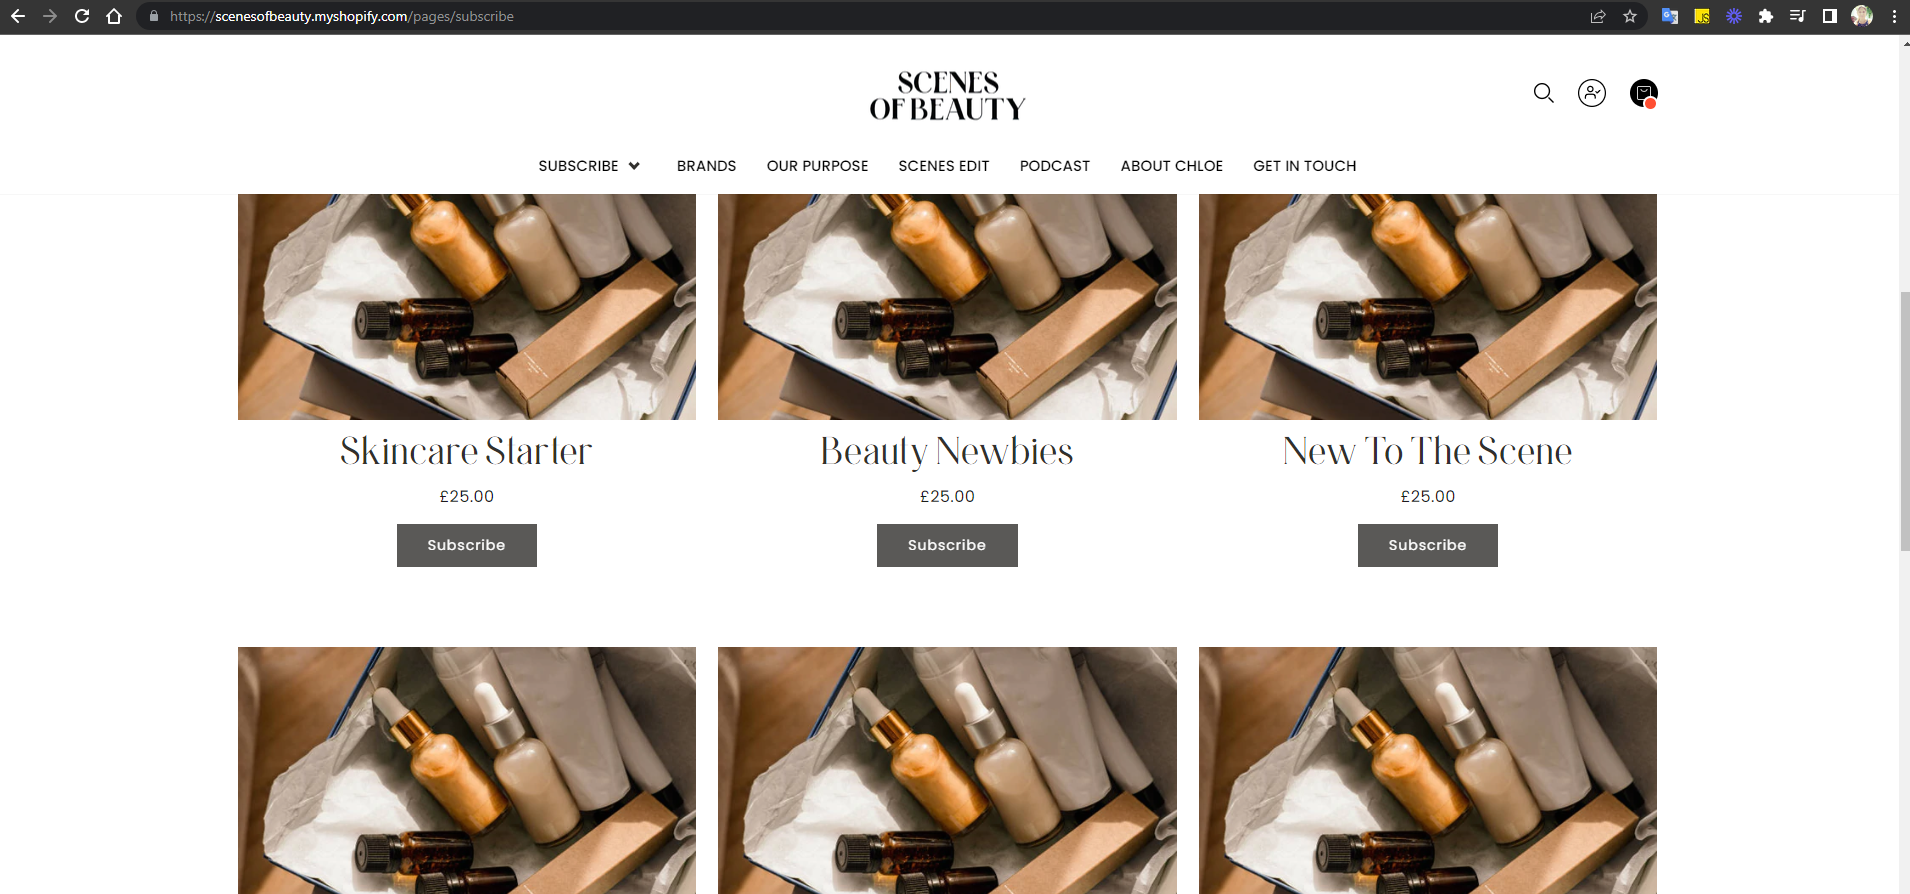 https://scenesofbeauty.myshopify.com/pages/subscribe
SCENES
OF BEAUTY
SUBSCRIBE BRANDS OUR PURPOSE SCENES EDIT PODCAST ABOUT CHLOE GET IN TOUCH
Skincare Starter Beauty Newbies New To The Scene
£25.00 £25.00 £25.00
Subscribe Subscribe Subscribe